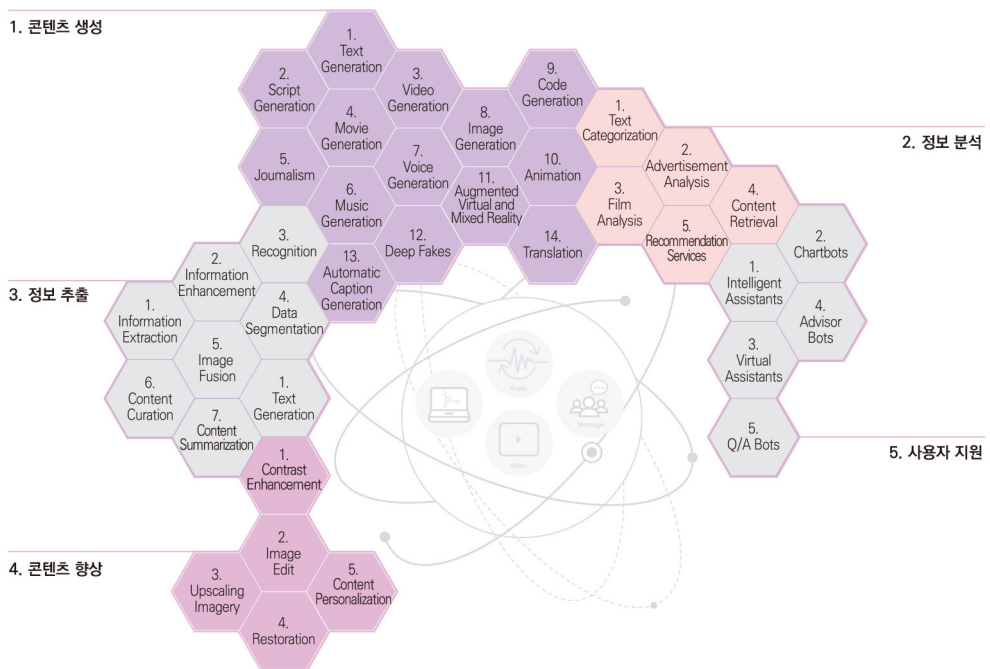 1. 콘텐츠 생성
1.
Text
Generation
2.
Script
Generation
3.
Video
Generation
4.
Movie
Generation
5.
Journalism
6.
Music
Generation
7.
Voice
Generation
8.
Image
Generation
9.
Code
Generation
10.
Animation
11.
Augmented
Virtual and
Mixed Reality
12.
Deep Fakes
13.
Automatic
Caption
Generation
14.
Translation
2. 정보 분석
1.
Text
Categorization
2.
Advertisement
Analysis
3.
Film
Analysis
4.
Content
Retrieval
5.
Recommendation
Services
3. 정보 추출
1.
Information
Extraction
2.
Information
Enhancement
3.
Recognition
4.
Data
Segmentation
5.
Image
Fusion
6.
Content
Curation
7.
Content
Summarization
1.
Text
Generation
4. 콘텐츠 향상
1.
Contrast
Enhancement
2.
Image
Edit
3.
Upscaling
Imagery
4.
Restoration
5.
Content
Personalization
5. 사용자 지원
1.
Intelligent
Assistants
2.
Chartbots
3.
Virtual
Assistants
4.
Advisor
Bots
5.
Q/A Bots
Audio
Message
Video